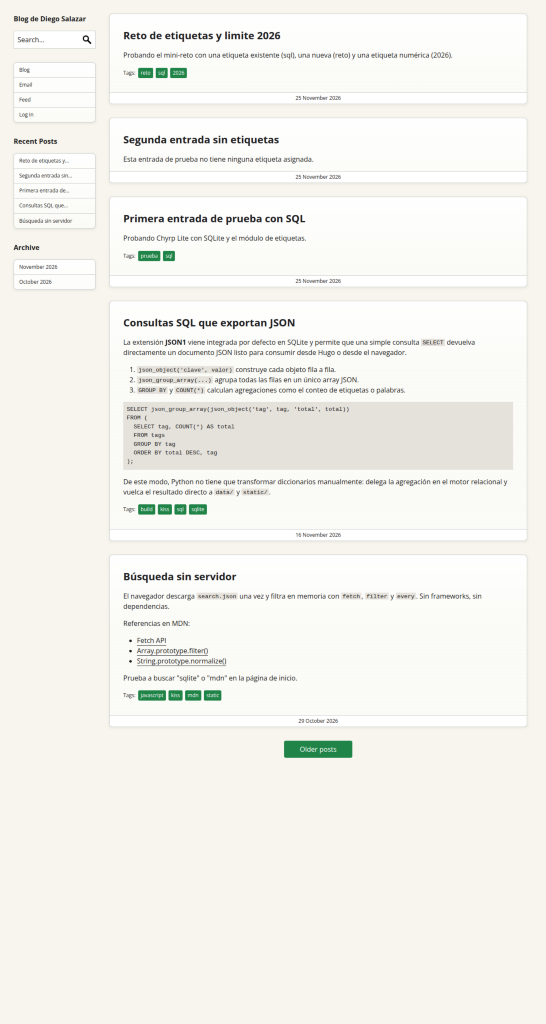 Blog de Diego Salazar
Search...
Blog
Email
Feed
Log in
Recent Posts
Reto de etiquetas y...
Segunda entrada sin...
Primera entrada de...
Consultas SQL que...
Búsqueda sin servidor
Archive
November 2026
October 2026
Reto de etiquetas y limite 2026
Probando el mini-reto con una etiqueta existente (sql), una nueva (reto) y una etiqueta numérica (2026).
Tags: reto sql 2026
25 November 2026
Segunda entrada sin etiquetas
Esta entrada de prueba no tiene ninguna etiqueta asignada.
25 November 2026
Primera entrada de prueba con SQL
Probando Chyrp Lite con SQLite y el módulo de etiquetas.
Tags: prueba sql
25 November 2026
Consultas SQL que exportan JSON
La extensión JSON1 viene integrada por defecto en SQLite y permite que una simple consulta SELECT devuelva
directamente un documento JSON listo para consumir desde Hugo o desde el navegador.
1. json_object('clave', valor) construye cada objeto fila a fila.
2. json_group_array(...) agrupa todas las filas en un único array JSON.
3. GROUP BY y COUNT(*) calculan agregaciones como el conteo de etiquetas o palabras.
SELECT json_group_array(json_object('tag', tag, 'total', total))
FROM (
  SELECT tag, COUNT(*) AS total
  FROM tags
  GROUP BY tag
  ORDER BY total DESC, tag
);
De este modo, Python no tiene que transformar diccionarios manualmente: delega la agregación en el motor relacional y
vuelca el resultado directo a data/ y static/.
Tags: build kiss sql sqlite
16 November 2026
Búsqueda sin servidor
El navegador descarga search.json una vez y filtra en memoria con fetch, filter y every. Sin frameworks, sin
dependencias.
Referencias en MDN:
• Fetch API
• Array.prototype.filter()
• String.prototype.normalize()
Prueba a buscar "sqlite" o "mdn" en la página de inicio.
Tags: javascript kiss mdn static
29 October 2026
Older posts